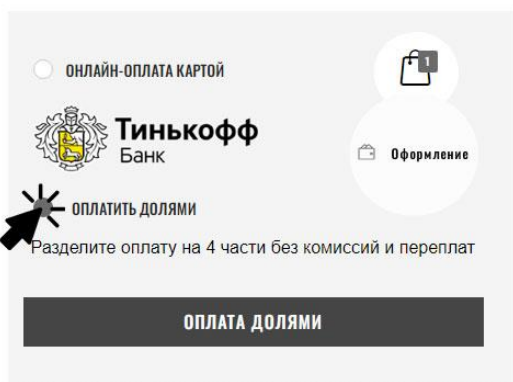 ОНЛАЙН-ОПЛАТА КАРТОЙ
1
Тинькофф
Банк
Оформление
ОПЛАТИТЬ ДОЛЯМИ
Разделите оплату на 4 части без комиссий и переплат
ОПЛАТА ДОЛЯМИ